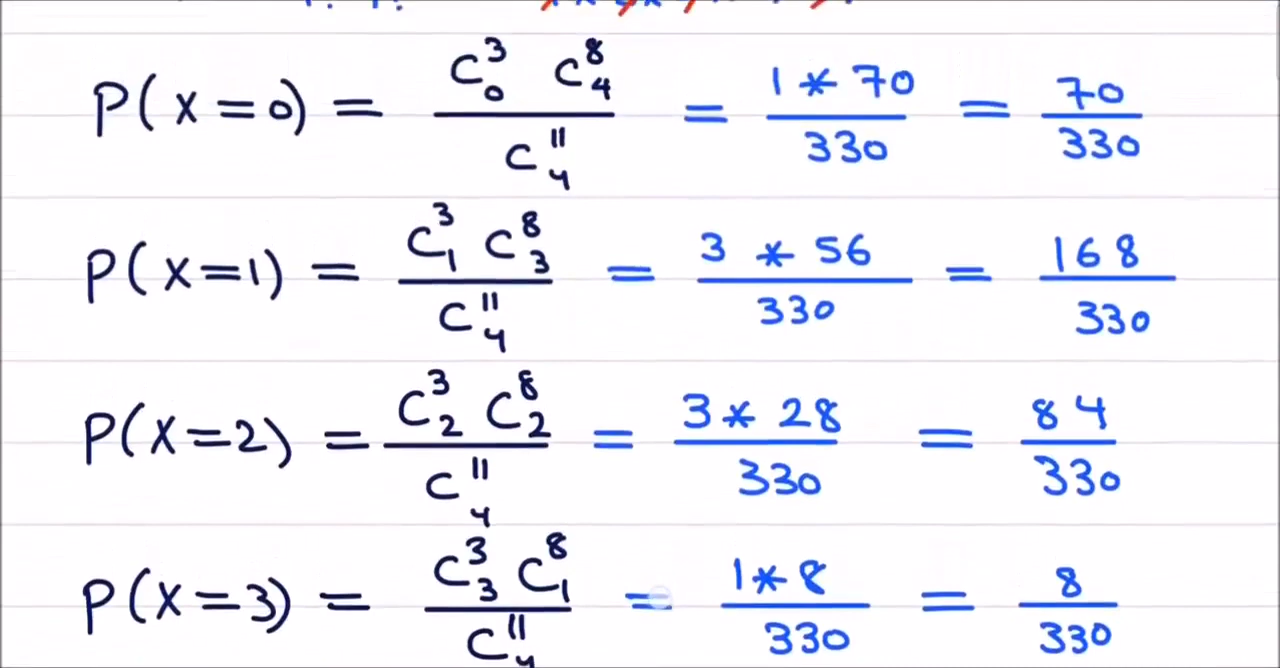 P(X=0) = C^3_0 C^8_4 / C^11_4 = 1 * 70 / 330 = 70 / 330
P(X=1) = C^3_1 C^8_3 / C^11_4 = 3 * 56 / 330 = 168 / 330
P(X=2) = C^3_2 C^8_2 / C^11_4 = 3 * 28 / 330 = 84 / 330
P(X=3) = C^3_3 C^8_1 / C^11_4 = 1 * 8 / 330 = 8 / 330